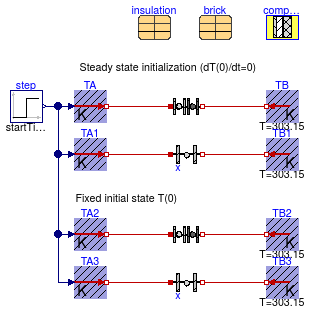 insulation brick comp...
Steady state initialization (dT(0)/dt=0)
step TA TB
K K
startTi... T=303.15
TA1 TB1
K K
x T=303.15
Fixed initial state T(0)
TA2 TB2
K K
T=303.15
TA3 TB3
K K
x T=303.15